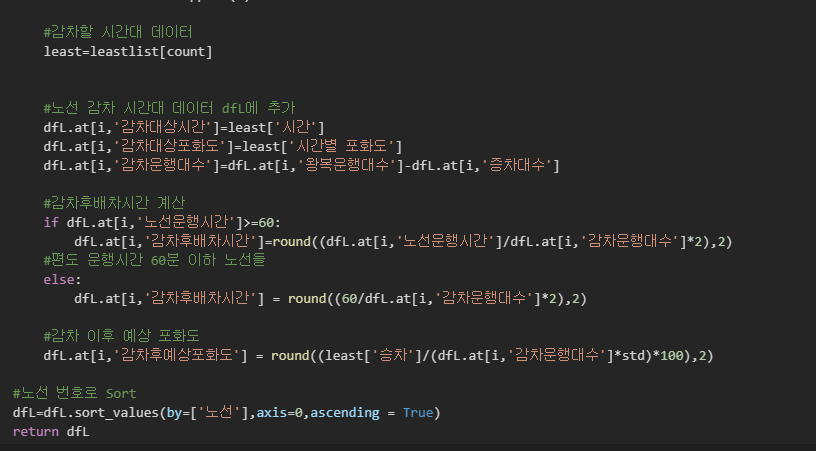 #감차할 시간대 데이터
least=leastlist[count]
#노선 감차 시간대 데이터 dfL에 추가
dfL.at[i,'감차대상시간']=least['시간']
dfL.at[i,'감차대상포화도']=least['시간별 포화도']
dfL.at[i,'감차운행대수']=dfL.at[i,'왕복운행대수']-dfL.at[i,'증차대수']
#감차후배차시간 계산
if dfL.at[i,'노선운행시간']>=60:
dfL.at[i,'감차후배차시간']=round((dfL.at[i,'노선운행시간']/dfL.at[i,'감차운행대수']*2),2)
#편도 운행시간 60분 이하 노선들
else:
dfL.at[i,'감차후배차시간'] = round((60/dfL.at[i,'감차운행대수']*2),2)
#감차 이후 예상 포화도
dfL.at[i,'감차후예상포화도'] = round((least['승차']/(dfL.at[i,'감차운행대수']*std)*100),2)
#노선 번호로 Sort
dfL=dfL.sort_values(by=['노선'],axis=0,ascending = True)
return dfL